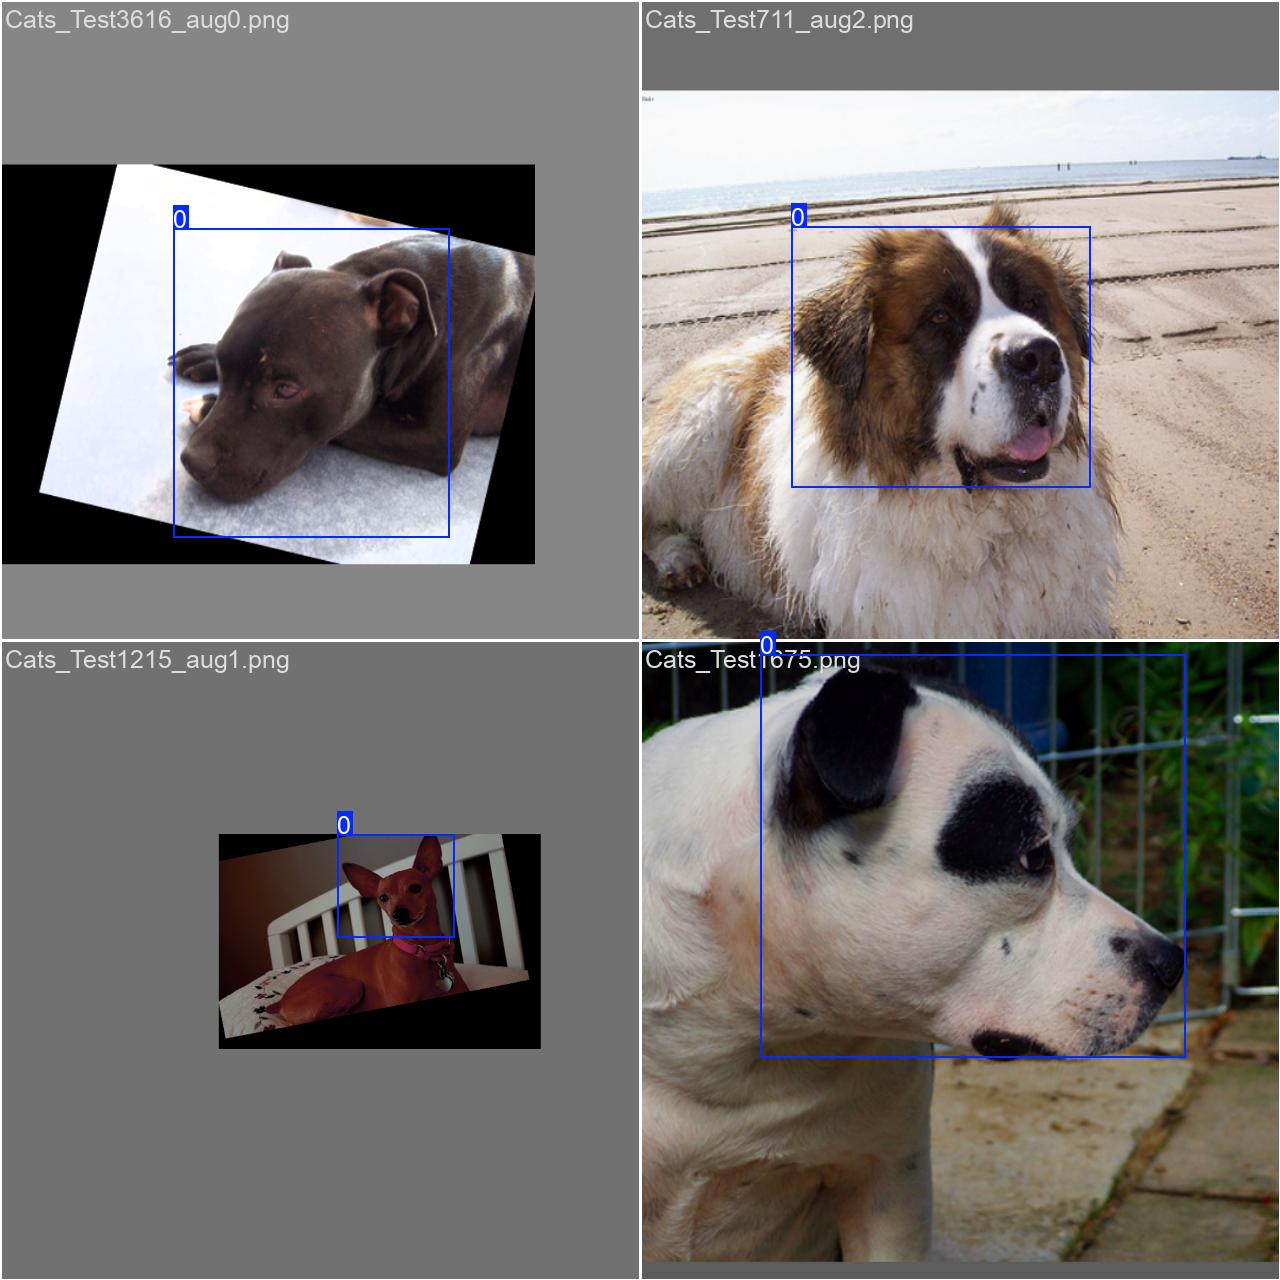 Cats_Test3616_aug0.png
Cats_Test711_aug2.png
0
0
Cats_Test1215_aug1.png
0
Cats_Test1675.png
0